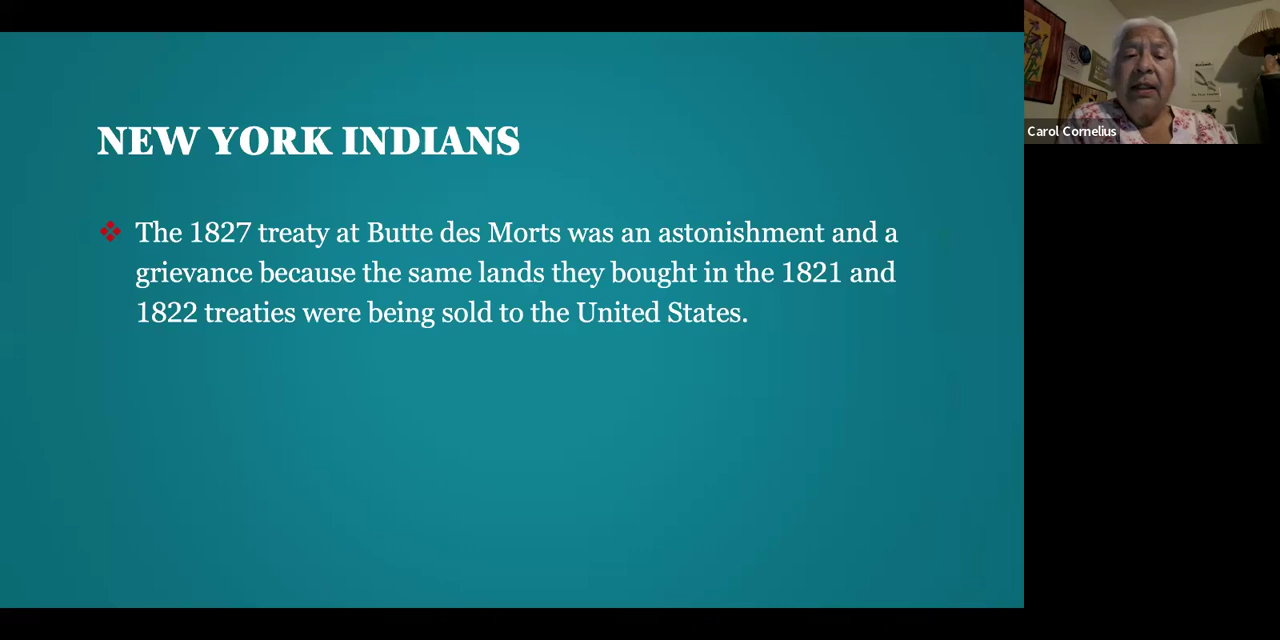 NEW YORK INDIANS
The 1827 treaty at Butte des Morts was an astonishment and a
grievance because the same lands they bought in the 1821 and
1822 treaties were being sold to the United States.
Carol Cornelius